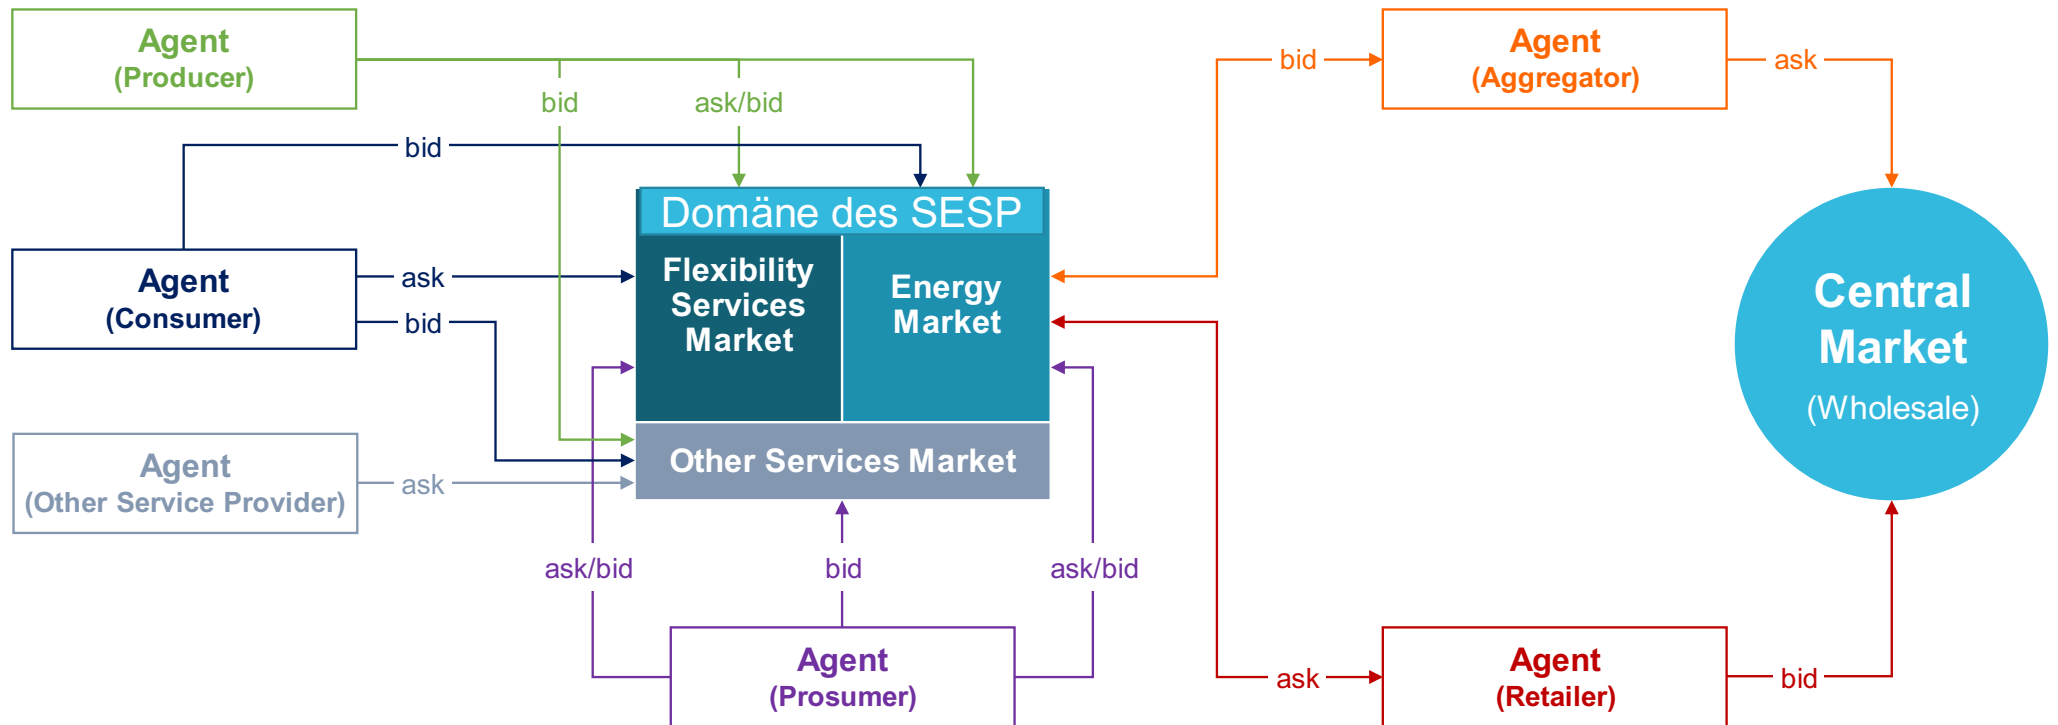 Agent
(Producer)
bid
ask/bid
bid
Agent
(Aggregator)
ask
bid
Domäne des SESP
Agent
(Consumer)
ask
bid
Flexibility
Services
Market
Energy
Market
Central
Market
(Wholesale)
Agent
(Other Service Provider)
ask
Other Services Market
ask/bid
bid
ask/bid
Agent
(Prosumer)
ask
Agent
(Retailer)
bid